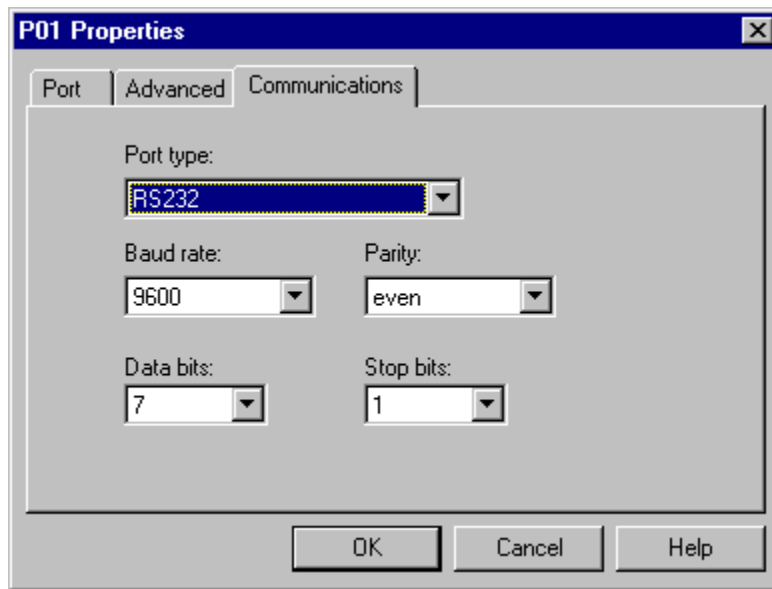 P01 Properties
Port Advanced Communications
Port type:
RS232
Baud rate: Parity:
9600 even
Data bits: Stop bits:
7 1
OK Cancel Help